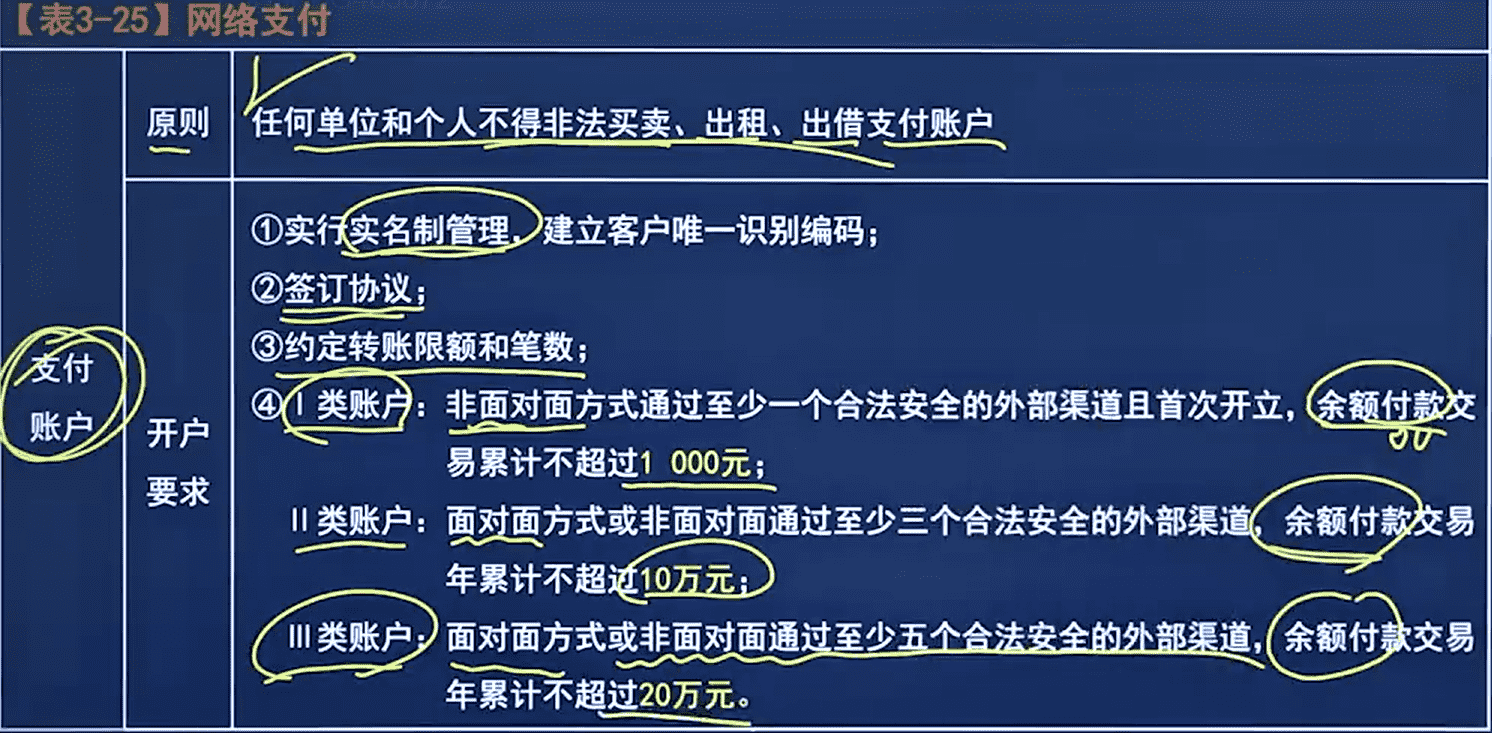 【表3-25】网络支付
原则
任何单位和个人不得非法买卖、出租、出借支付账户
支付
账户
开户
要求
①实行实名制管理，建立客户唯一识别编码；
②签订协议；
③约定转账限额和笔数；
④Ⅰ类账户：非面对面方式通过至少一个合法安全的外部渠道且首次开立，余额付款交
易累计不超过1 000元；
Ⅱ类账户：面对面方式或非面对面通过至少三个合法安全的外部渠道，余额付款交易
年累计不超过10万元；
Ⅲ类账户：面对面方式或非面对面通过至少五个合法安全的外部渠道，余额付款交易
年累计不超过20万元。